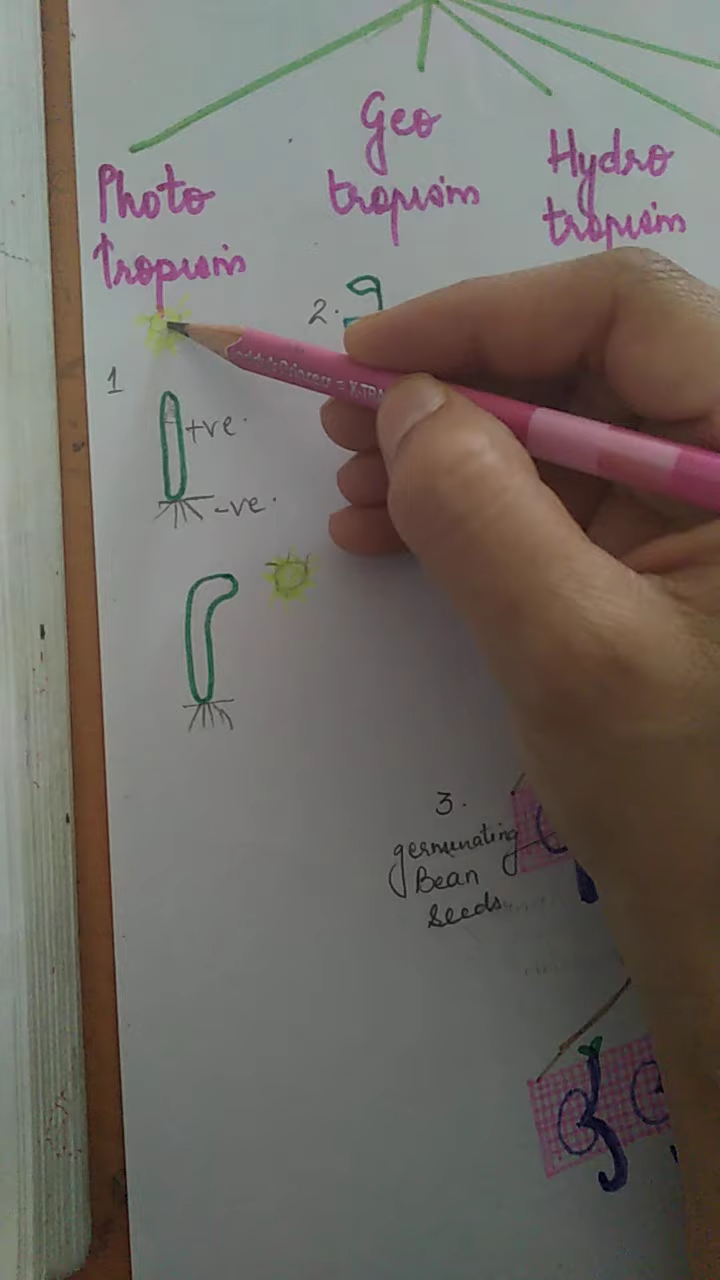 Photo
tropism
Geo
tropism
Hydro
tropism
1
+ve.
-ve.
2.
3.
germinating
Bean
seeds